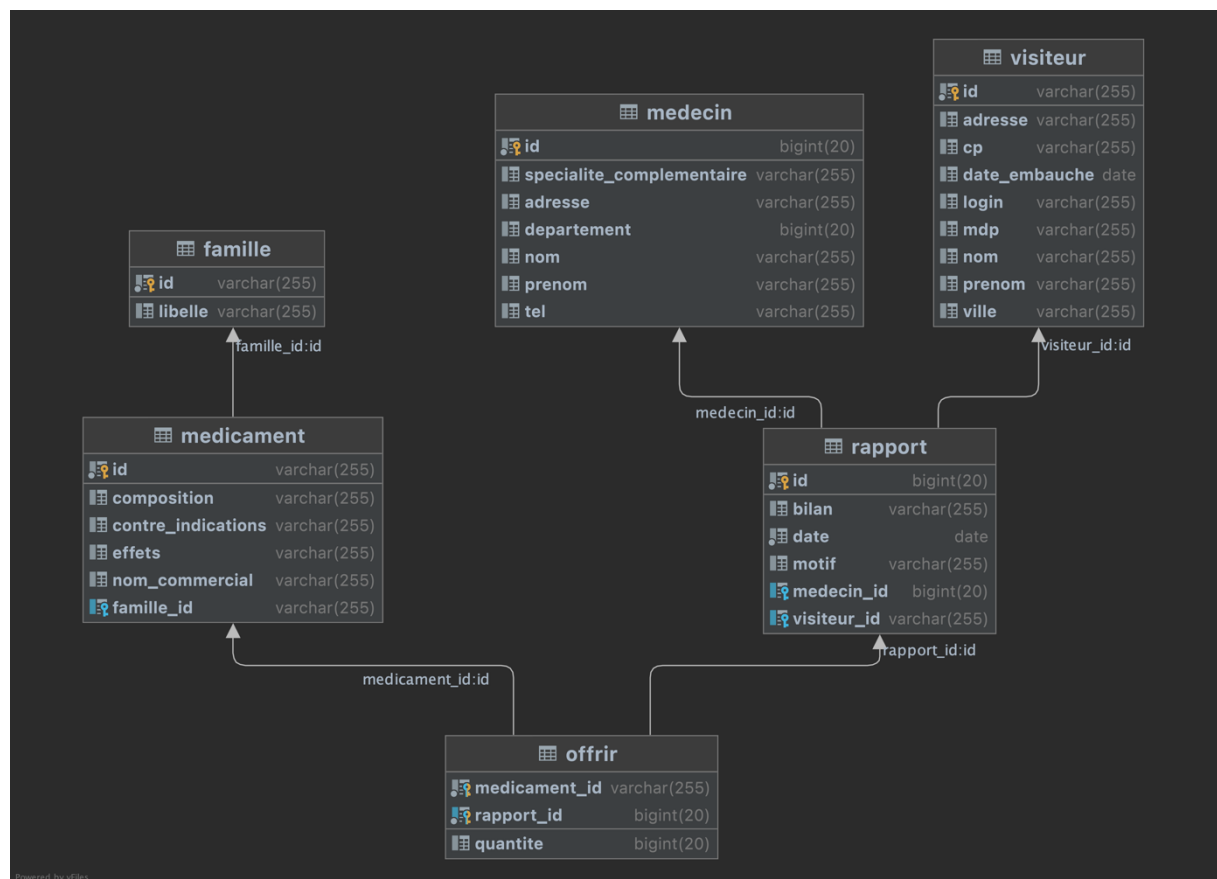 visiteur
id varchar(255)
adresse varchar(255)
cp varchar(255)
date_embauche date
login varchar(255)
mdp varchar(255)
nom varchar(255)
prenom varchar(255)
ville varchar(255)
medecin
id bigint(20)
specialite_complementaire varchar(255)
adresse varchar(255)
departement bigint(20)
nom varchar(255)
prenom varchar(255)
tel varchar(255)
famille
id varchar(255)
libelle varchar(255)
famille_id:id
visiteur_id:id
medecin_id:id
medicament
id varchar(255)
composition varchar(255)
contre_indications varchar(255)
effets varchar(255)
nom_commercial varchar(255)
famille_id varchar(255)
rapport
id bigint(20)
bilan varchar(255)
date date
motif varchar(255)
medecin_id bigint(20)
visiteur_id varchar(255)
rapport_id:id
medicament_id:id
offrir
medicament_id varchar(255)
rapport_id bigint(20)
quantite bigint(20)
Powered by yFiles